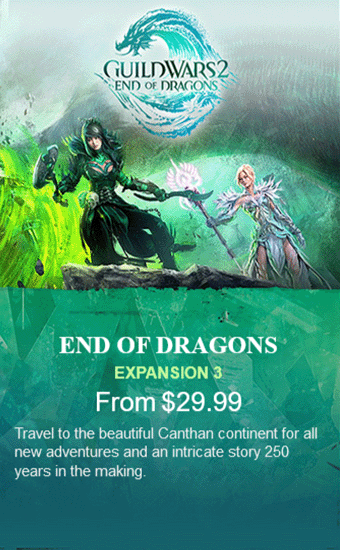 GUILD WARS 2
END OF DRAGONS
END OF DRAGONS
EXPANSION 3
From $29.99
Travel to the beautiful Canthan continent for all
new adventures and an intricate story 250
years in the making.